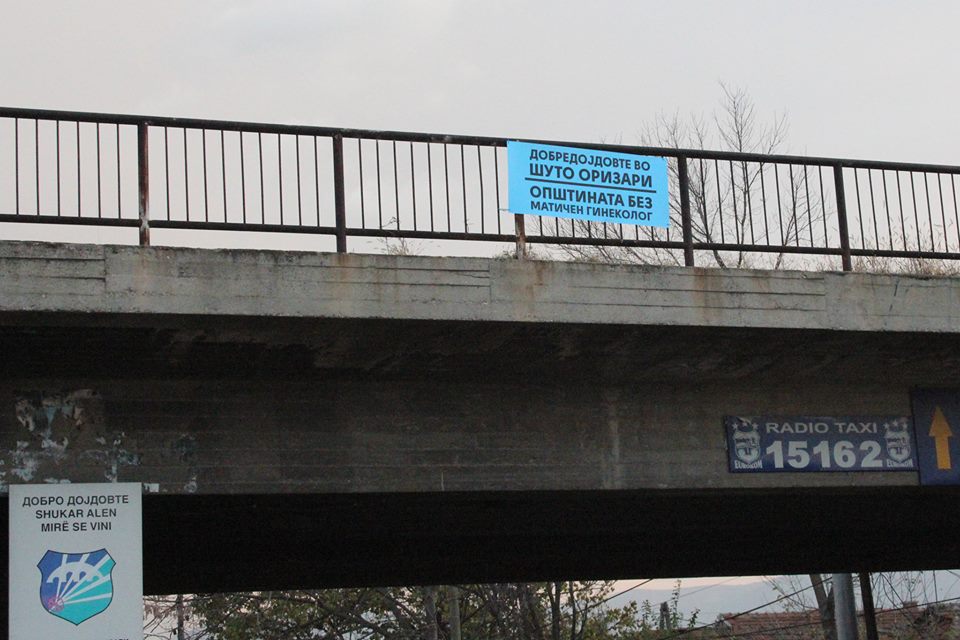 ДОБРЕДОЈДОВТЕ ВО
ШУТО ОРИЗАРИ
ОПШТИНАТА БЕЗ
МАТИЧЕН ГИНЕКОЛОГ
RADIO TAXI
15162
ДОБРО ДОЈДОВТЕ
SHUKAR ALEN
MIRË SE VINI